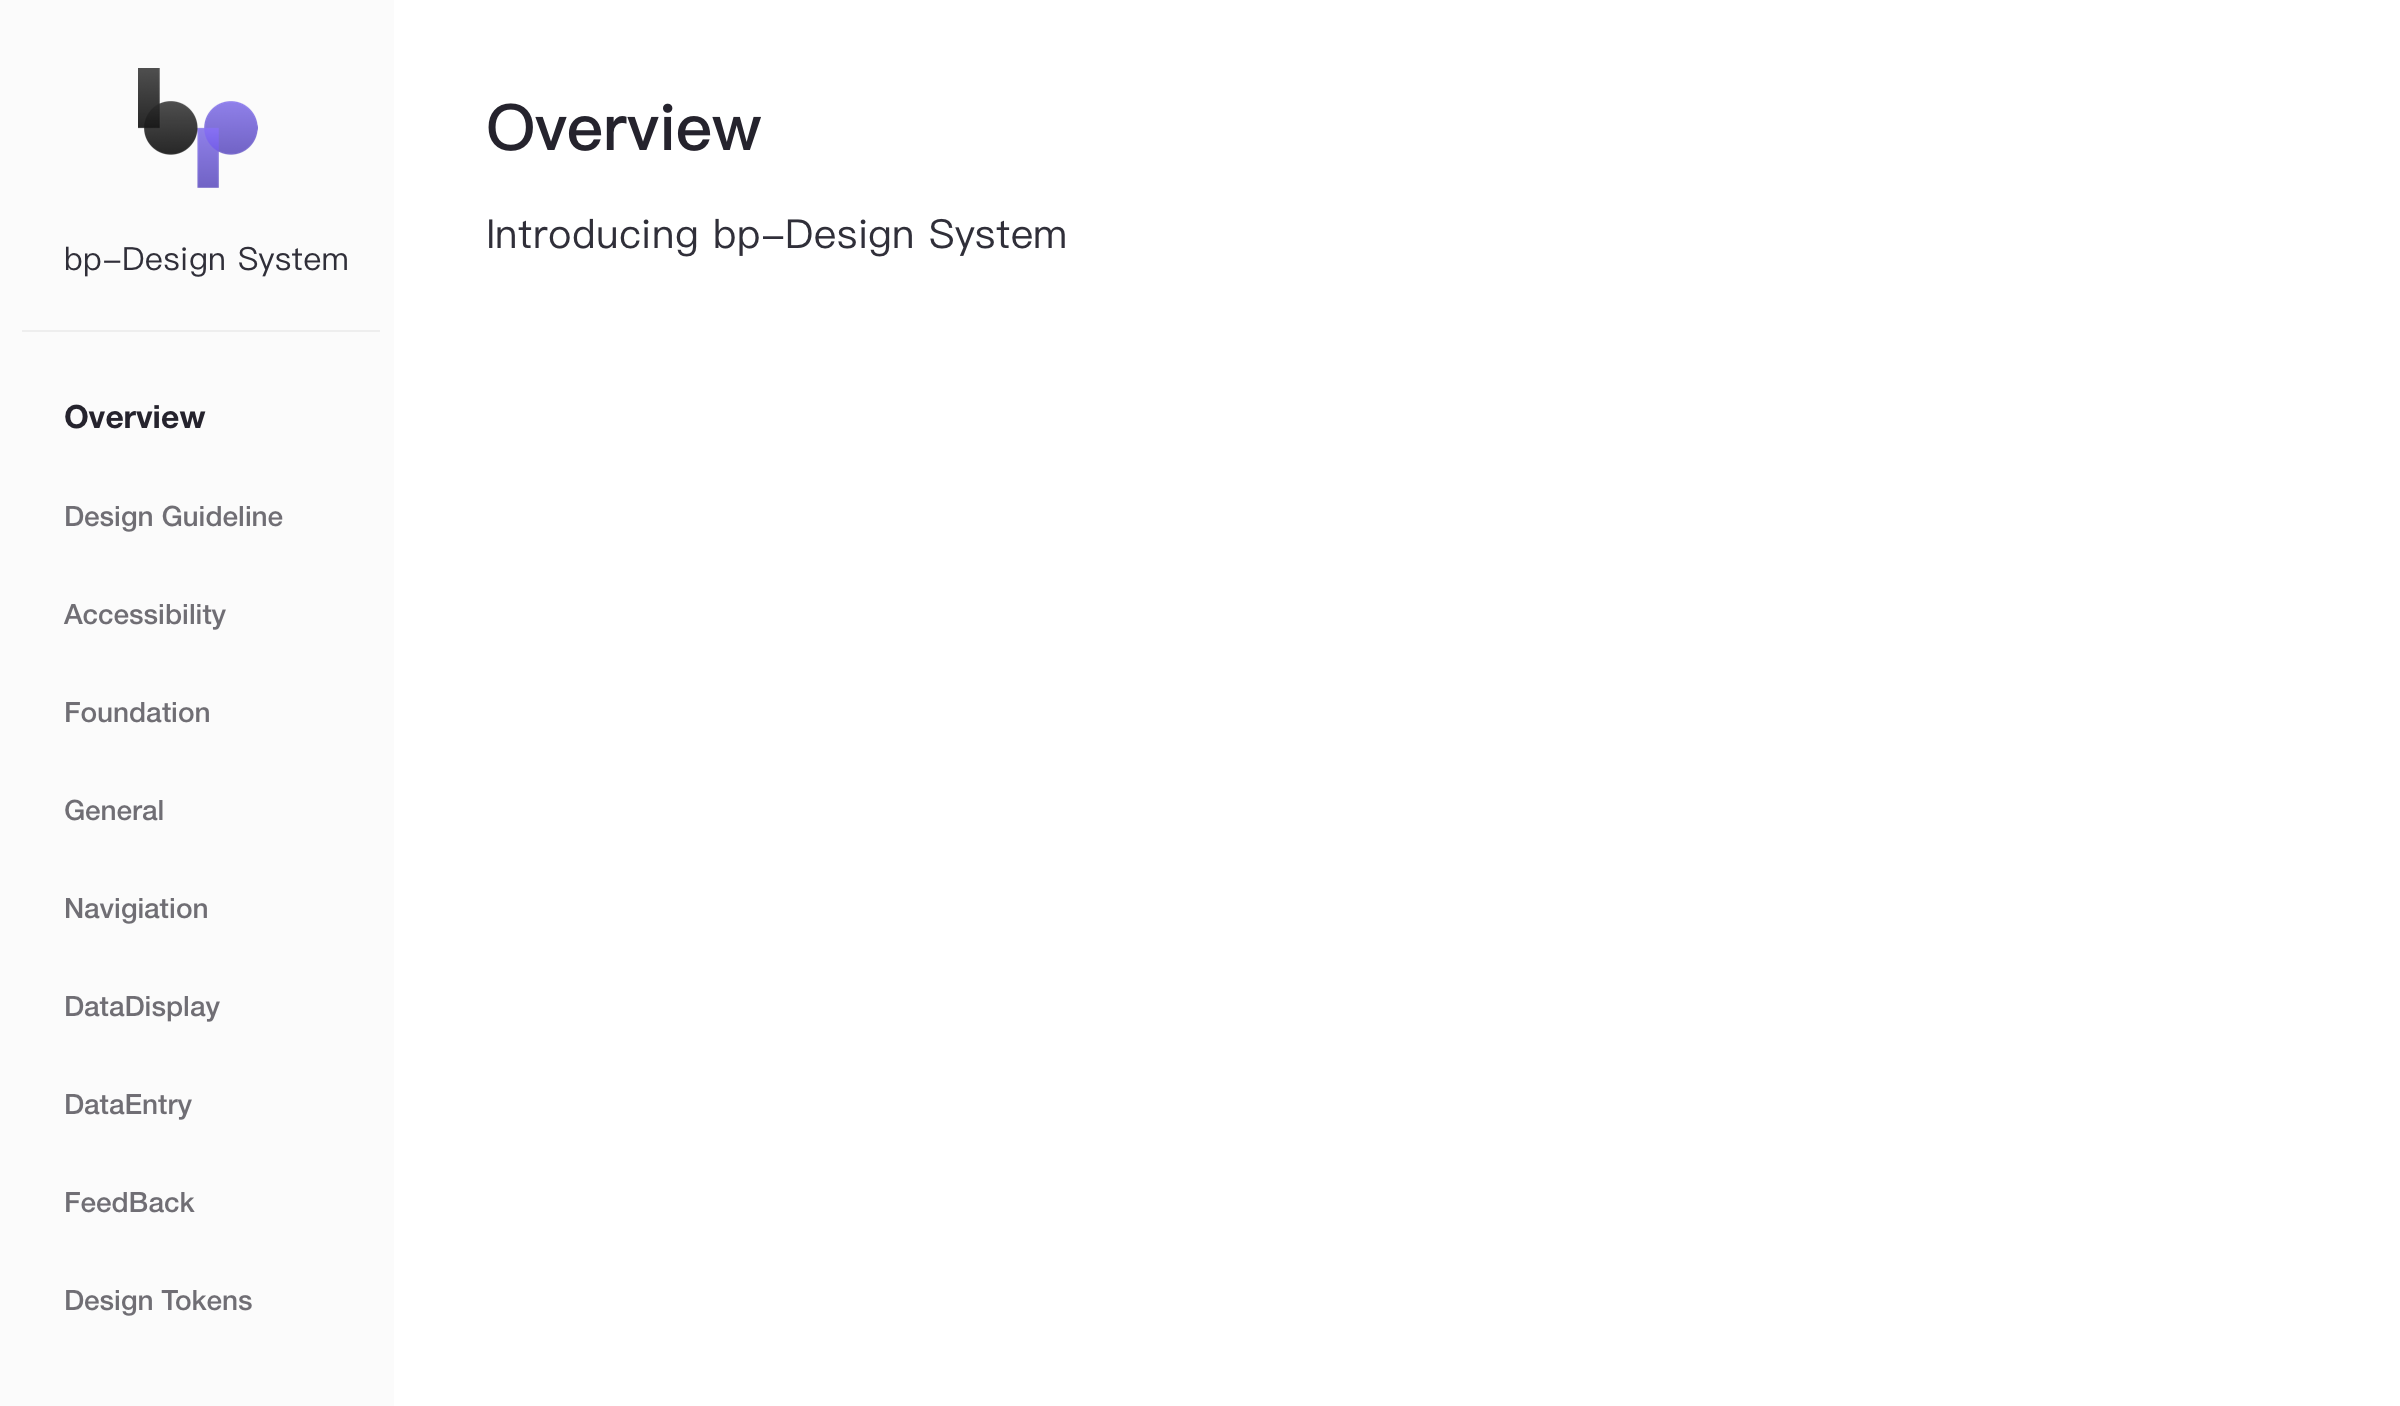 bp
bp-Design System
Overview
Design Guideline
Accessibility
Foundation
General
Navigiation
DataDisplay
DataEntry
FeedBack
Design Tokens
Overview
Introducing bp-Design System